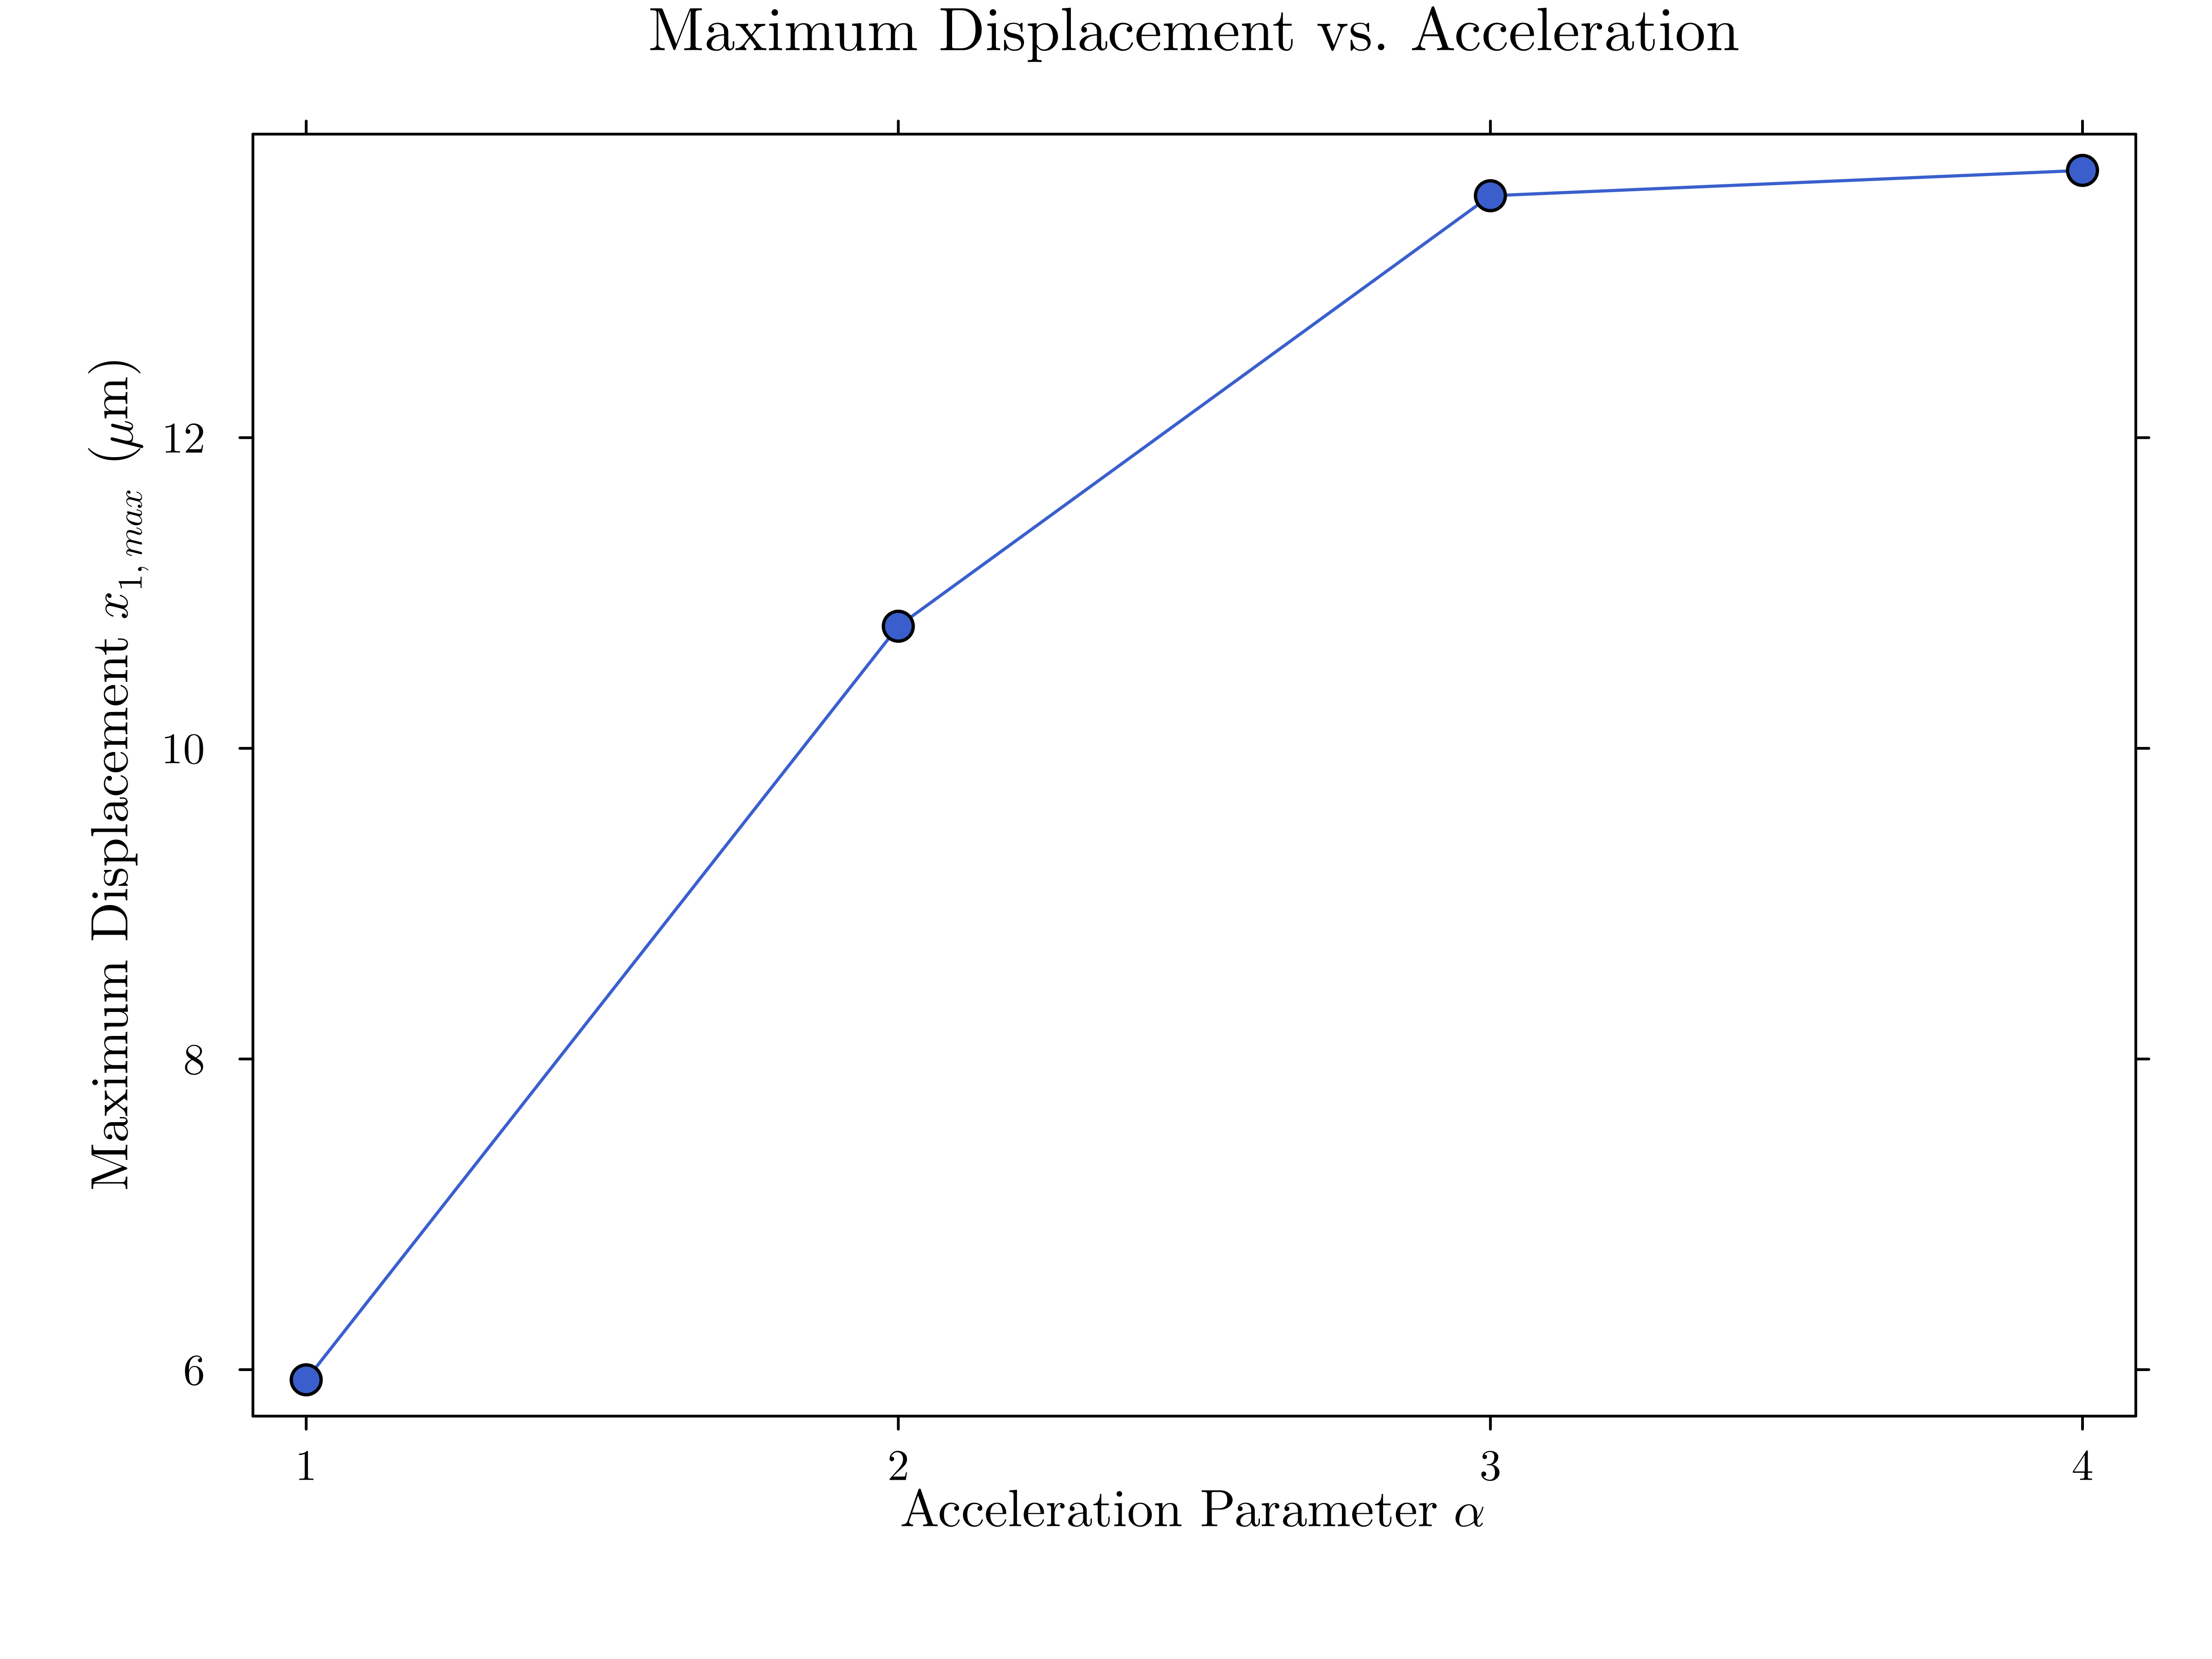 Maximum Displacement vs. Acceleration
Maximum Displacement x1,max (μm)
12
10
8
6
1 2 3 4
Acceleration Parameter α